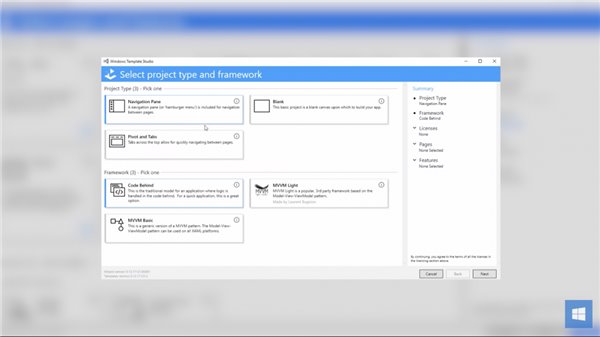 Windows Template Studio
Select project type and framework
Project Type (3) - Pick one
Navigation Pane
A navigation pane (or 'hamburger menu') is included for navigation
between pages.
Blank
This basic project is a blank canvas upon which to build your app.
Pivot and Tabs
Tabs across the top allow for quickly navigating between pages.
Framework (3) - Pick one
Code Behind
This is the traditional model for an application where logic is
handled in the code behind. For a quick application, this is a great
option.
MVVM Light
MVVM Light is a popular, 3rd party framework based on the
Model-View-ViewModel pattern.
Made by Laurent Bugnion
MVVM Basic
This is a generic version of a MVVM pattern. The Model-View-
ViewModel pattern can be used on all XAML platforms.
Summary
Project Type
Navigation Pane
Framework
Code Behind
Licenses
None
Pages
None Selected
Features
None Selected
By continuing, you agree to the terms of all the licenses in
the licensing section above.
Cancel
Back
Next